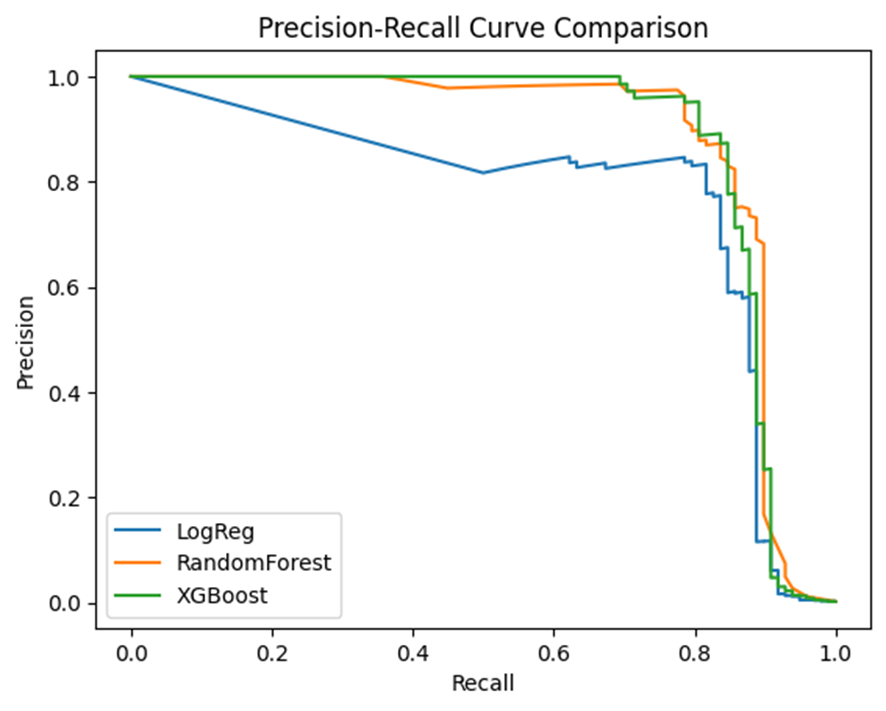 Precision-Recall Curve Comparison
Precision
1.0
0.8
0.6
0.4
0.2
0.0
LogReg
RandomForest
XGBoost
0.0 0.2 0.4 0.6 0.8 1.0
Recall